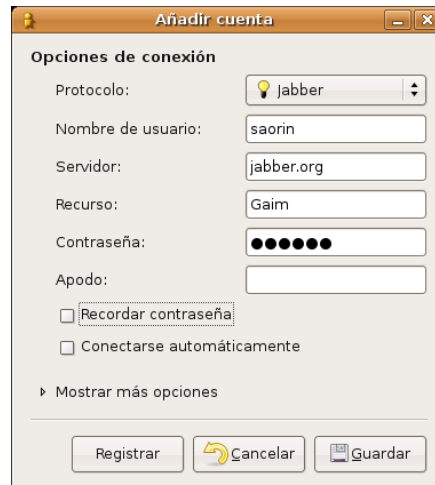 Añadir cuenta
Opciones de conexión
Protocolo: Jabber
Nombre de usuario: saorin
Servidor: jabber.org
Recurso: Gaim
Contraseña: ●●●●●●
Apodo:
Recordar contraseña
Conectarse automáticamente
Mostrar más opciones
Registrar Cancelar Guardar